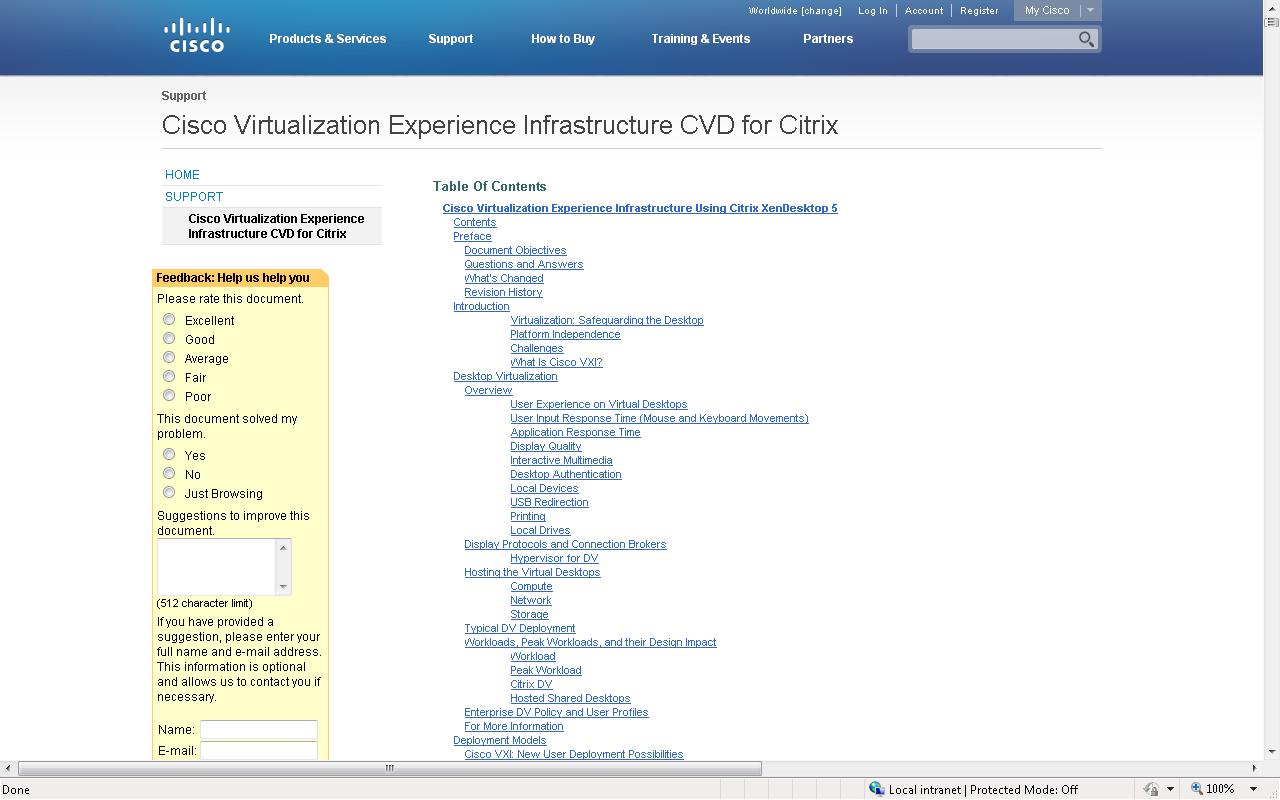 Worldwide [change] Log In Account Register My Cisco
CISCO
Products & Services Support How to Buy Training & Events Partners
Support
Cisco Virtualization Experience Infrastructure CVD for Citrix
HOME
SUPPORT
Cisco Virtualization Experience
Infrastructure CVD for Citrix
Feedback: Help us help you
Please rate this document.
Excellent
Good
Average
Fair
Poor
This document solved my
problem.
Yes
No
Just Browsing
Suggestions to improve this
document.
(512 character limit)
If you have provided a
suggestion, please enter your
full name and e-mail address.
This information is optional
and allows us to contact you if
necessary.
Name:
E-mail:
Table Of Contents
Cisco Virtualization Experience Infrastructure Using Citrix XenDesktop 5
Contents
Preface
Document Objectives
Questions and Answers
What's Changed
Revision History
Introduction
Virtualization: Safeguarding the Desktop
Platform Independence
Challenges
What Is Cisco VXI?
Desktop Virtualization
Overview
User Experience on Virtual Desktops
User Input Response Time (Mouse and Keyboard Movements)
Application Response Time
Display Quality
Interactive Multimedia
Desktop Authentication
Local Devices
USB Redirection
Printing
Local Drives
Display Protocols and Connection Brokers
Hypervisor for DV
Hosting the Virtual Desktops
Compute
Network
Storage
Typical DV Deployment
Workloads, Peak Workloads, and their Design Impact
Workload
Peak Workload
Citrix DV
Hosted Shared Desktops
Enterprise DV Policy and User Profiles
For More Information
Deployment Models
Cisco VXI: New User Deployment Possibilities
Done Local intranet | Protected Mode: Off 100%